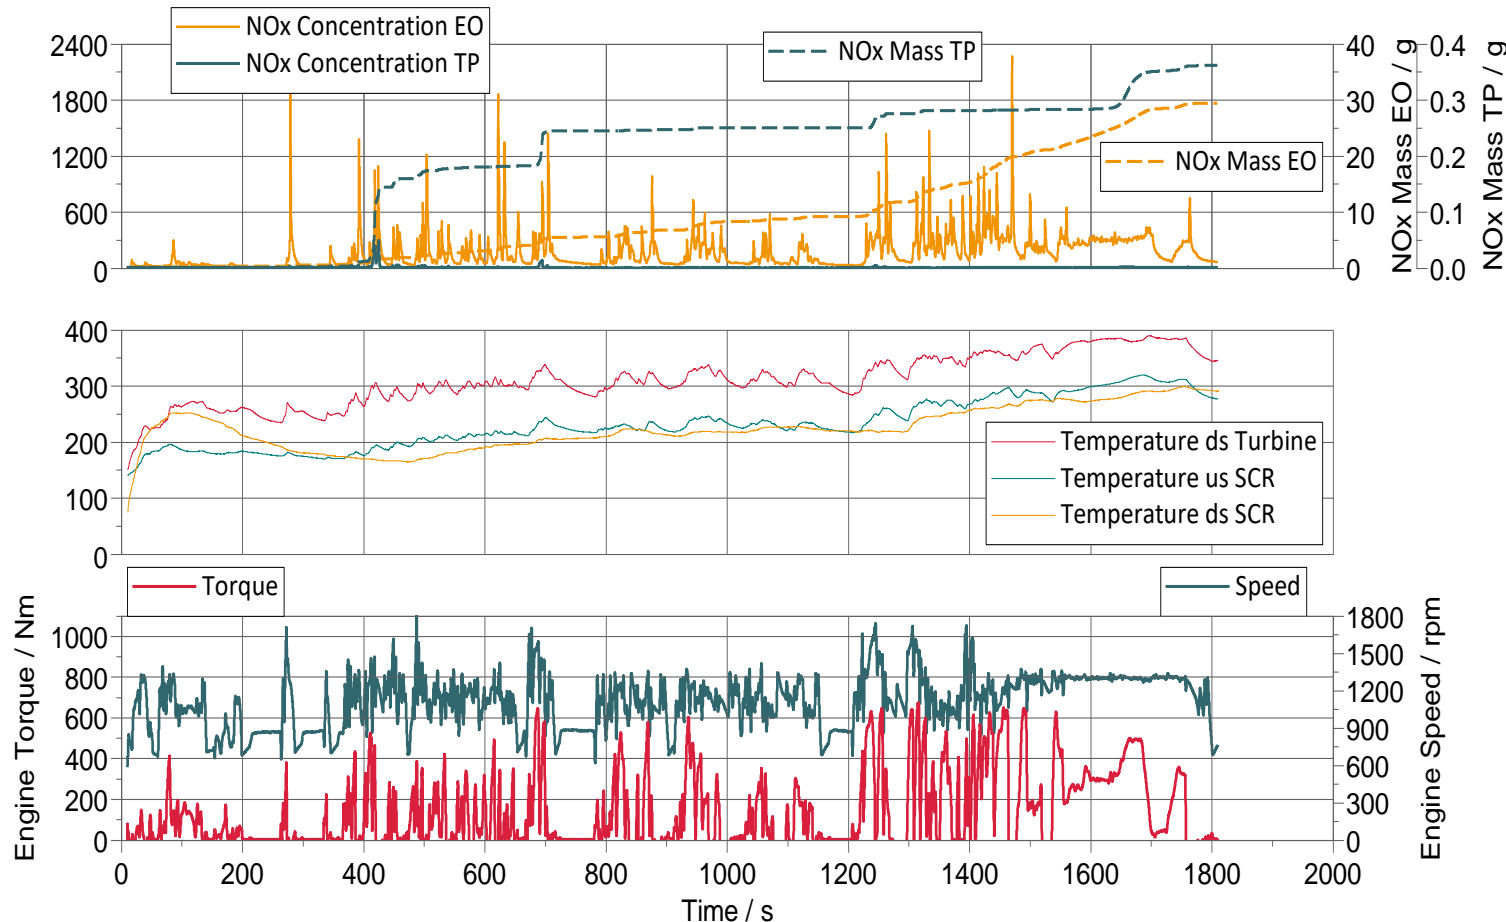 NOx Concentration EO
NOx Concentration TP
NOx Mass TP
NOx Mass EO
2400
1800
1200
600
0
40
30
20
10
0
NOx Mass EO / g
0.4
0.3
0.2
0.1
0.0
NOx Mass TP / g
400
300
200
100
0
Temperature ds Turbine
Temperature us SCR
Temperature ds SCR
Torque
Speed
Engine Torque / Nm
1000
800
600
400
200
0
1800
1500
1200
900
600
300
0
Engine Speed / rpm
0 200 400 600 800 1000 1200 1400 1600 1800 2000
Time / s